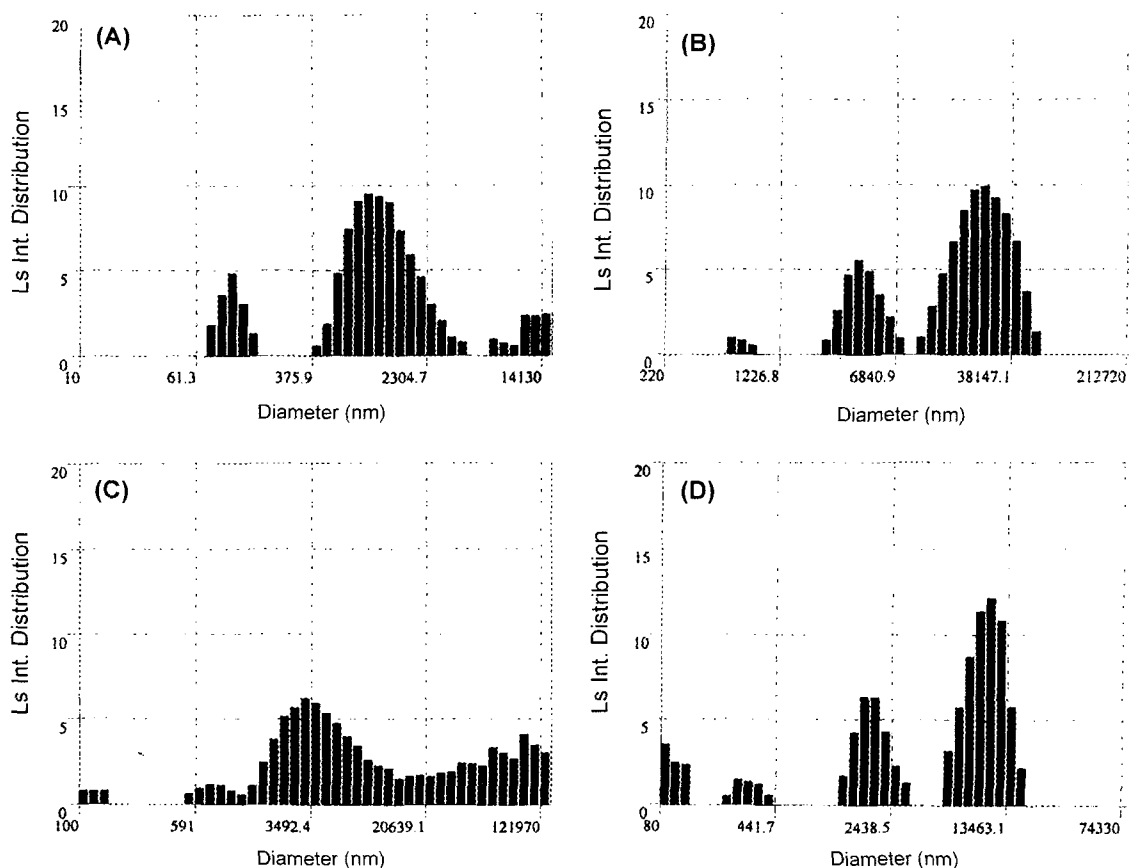 (A)
20
15
10
5
0
Ls Int. Distribution
10 61.3 375.9 2304.7 14130
Diameter (nm)
(B)
20
15
10
5
0
Ls Int. Distribution
220 1226.8 6840.9 38147.1 212720
Diameter (nm)
(C)
20
15
10
5
0
Ls Int. Distribution
100 591 3492.4 20639.1 121970
Diameter (nm)
(D)
20
15
10
5
0
Ls Int. Distribution
80 441.7 2438.5 13463.1 74330
Diameter (nm)